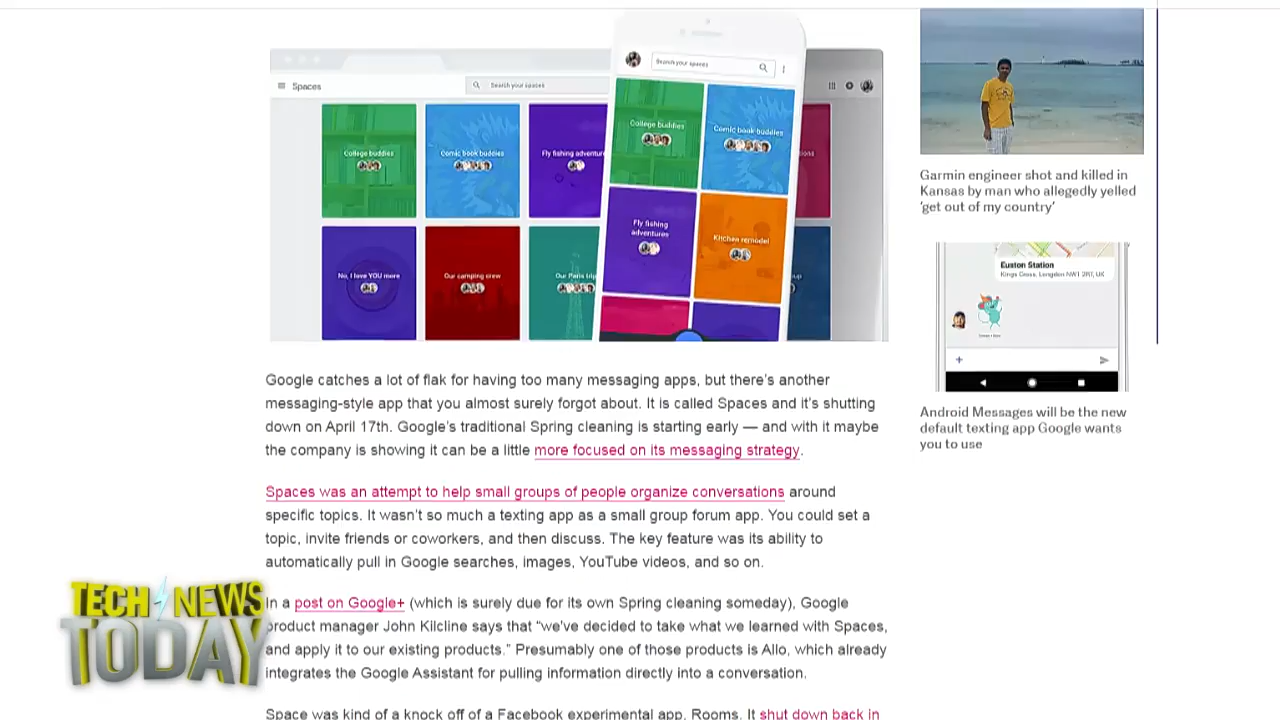 Spaces
Search your spaces
College buddies
Comic book buddies
Fly fishing adventur
No, I love YOU more
Our camping crew
Our Paris trip
Search your spaces
College buddies
Comic book buddies
Fly fishing
adventures
Kitchen remodel
Garmin engineer shot and killed in
Kansas by man who allegedly yelled
'get out of my country'
Euston Station
Kings Cross, Longdon NW1 2RT, UK
Android Messages will be the new
default texting app Google wants
you to use
Google catches a lot of flak for having too many messaging apps, but there's another
messaging-style app that you almost surely forgot about. It is called Spaces and it's shutting
down on April 17th. Google's traditional Spring cleaning is starting early — and with it maybe
the company is showing it can be a little more focused on its messaging strategy.
Spaces was an attempt to help small groups of people organize conversations around
specific topics. It wasn't so much a texting app as a small group forum app. You could set a
topic, invite friends or coworkers, and then discuss. The key feature was its ability to
automatically pull in Google searches, images, YouTube videos, and so on.
In a post on Google+ (which is surely due for its own Spring cleaning someday), Google
product manager John Kilcline says that “we've decided to take what we learned with Spaces,
and apply it to our existing products.” Presumably one of those products is Allo, which already
integrates the Google Assistant for pulling information directly into a conversation.
Space was kind of a knock off of a Facebook experimental app, Rooms. It shut down back in
TECH NEWS
TODAY